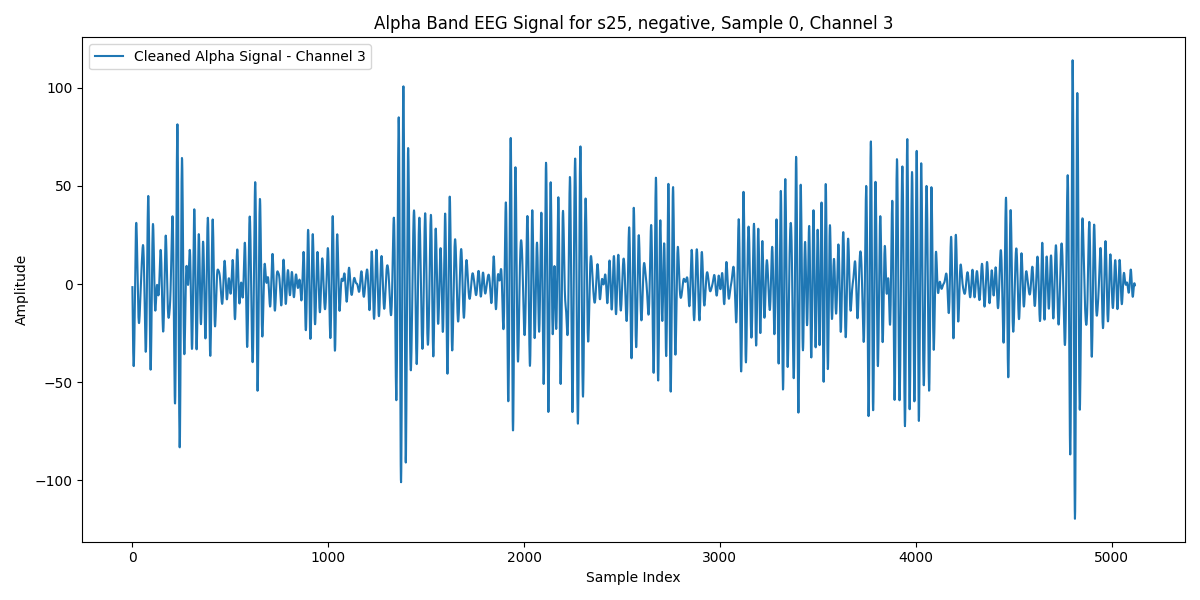 Alpha Band EEG Signal for s25, negative, Sample 0, Channel 3
Cleaned Alpha Signal - Channel 3
Amplitude
100
50
0
−50
−100
0 1000 2000 3000 4000 5000
Sample Index